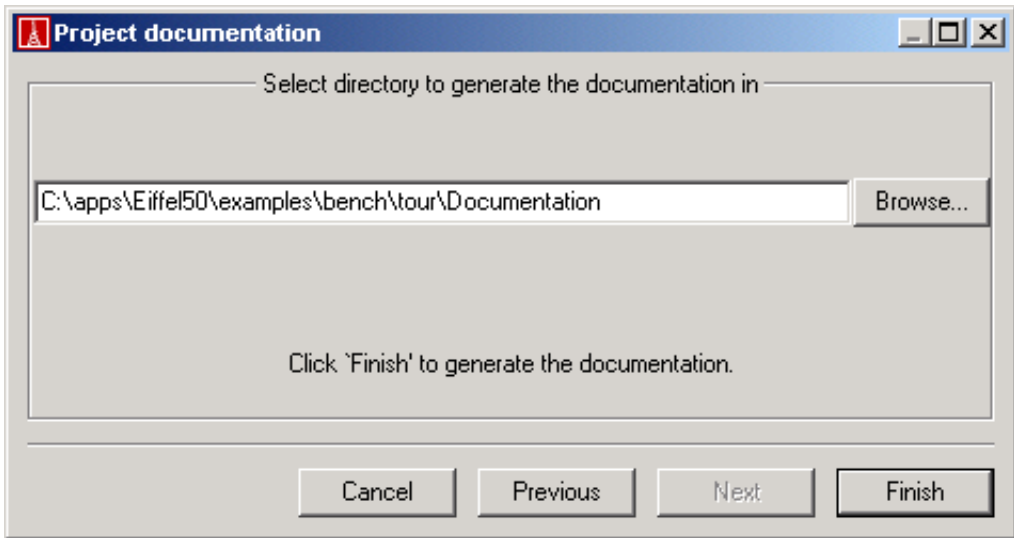 Project documentation
Select directory to generate the documentation in
C:\apps\Eiffel50\examples\bench\tour\Documentation
Browse...
Click `Finish' to generate the documentation.
Cancel
Previous
Next
Finish